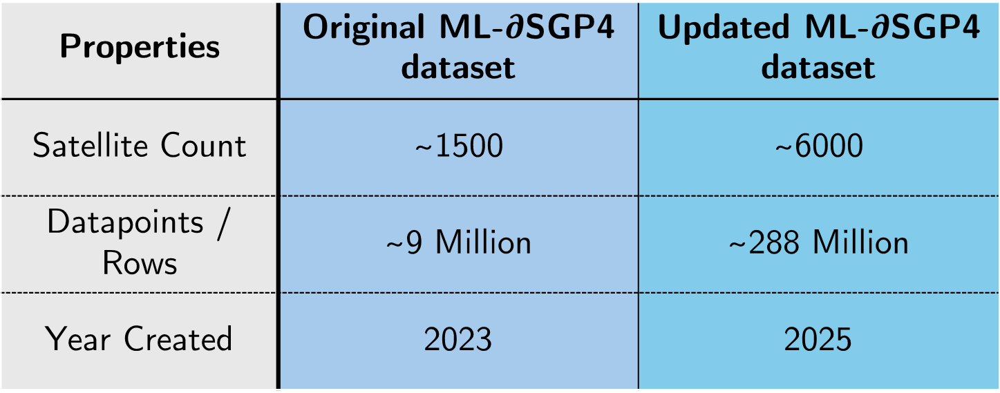 Properties
Original ML-∂SGP4
dataset
Updated ML-∂SGP4
dataset
Satellite Count
~1500
~6000
Datapoints /
Rows
~9 Million
~288 Million
Year Created
2023
2025